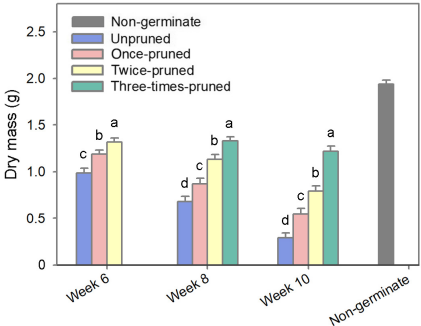 Non-germinate
Unpruned
Once-pruned
Twice-pruned
Three-times-pruned
Dry mass (g)
2.5
2.0
1.5
1.0
0.5
0
c b a
d c b a
d c b a
Week 6
Week 8
Week 10
Non-germinate